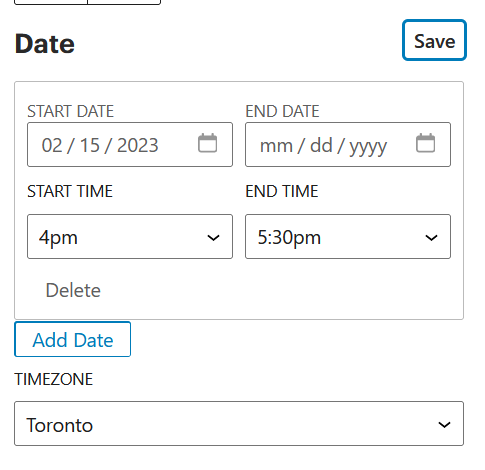 Date Save
START DATE END DATE
02 / 15 / 2023 mm / dd / yyyy
START TIME END TIME
4pm 5:30pm
Delete
Add Date
TIMEZONE
Toronto